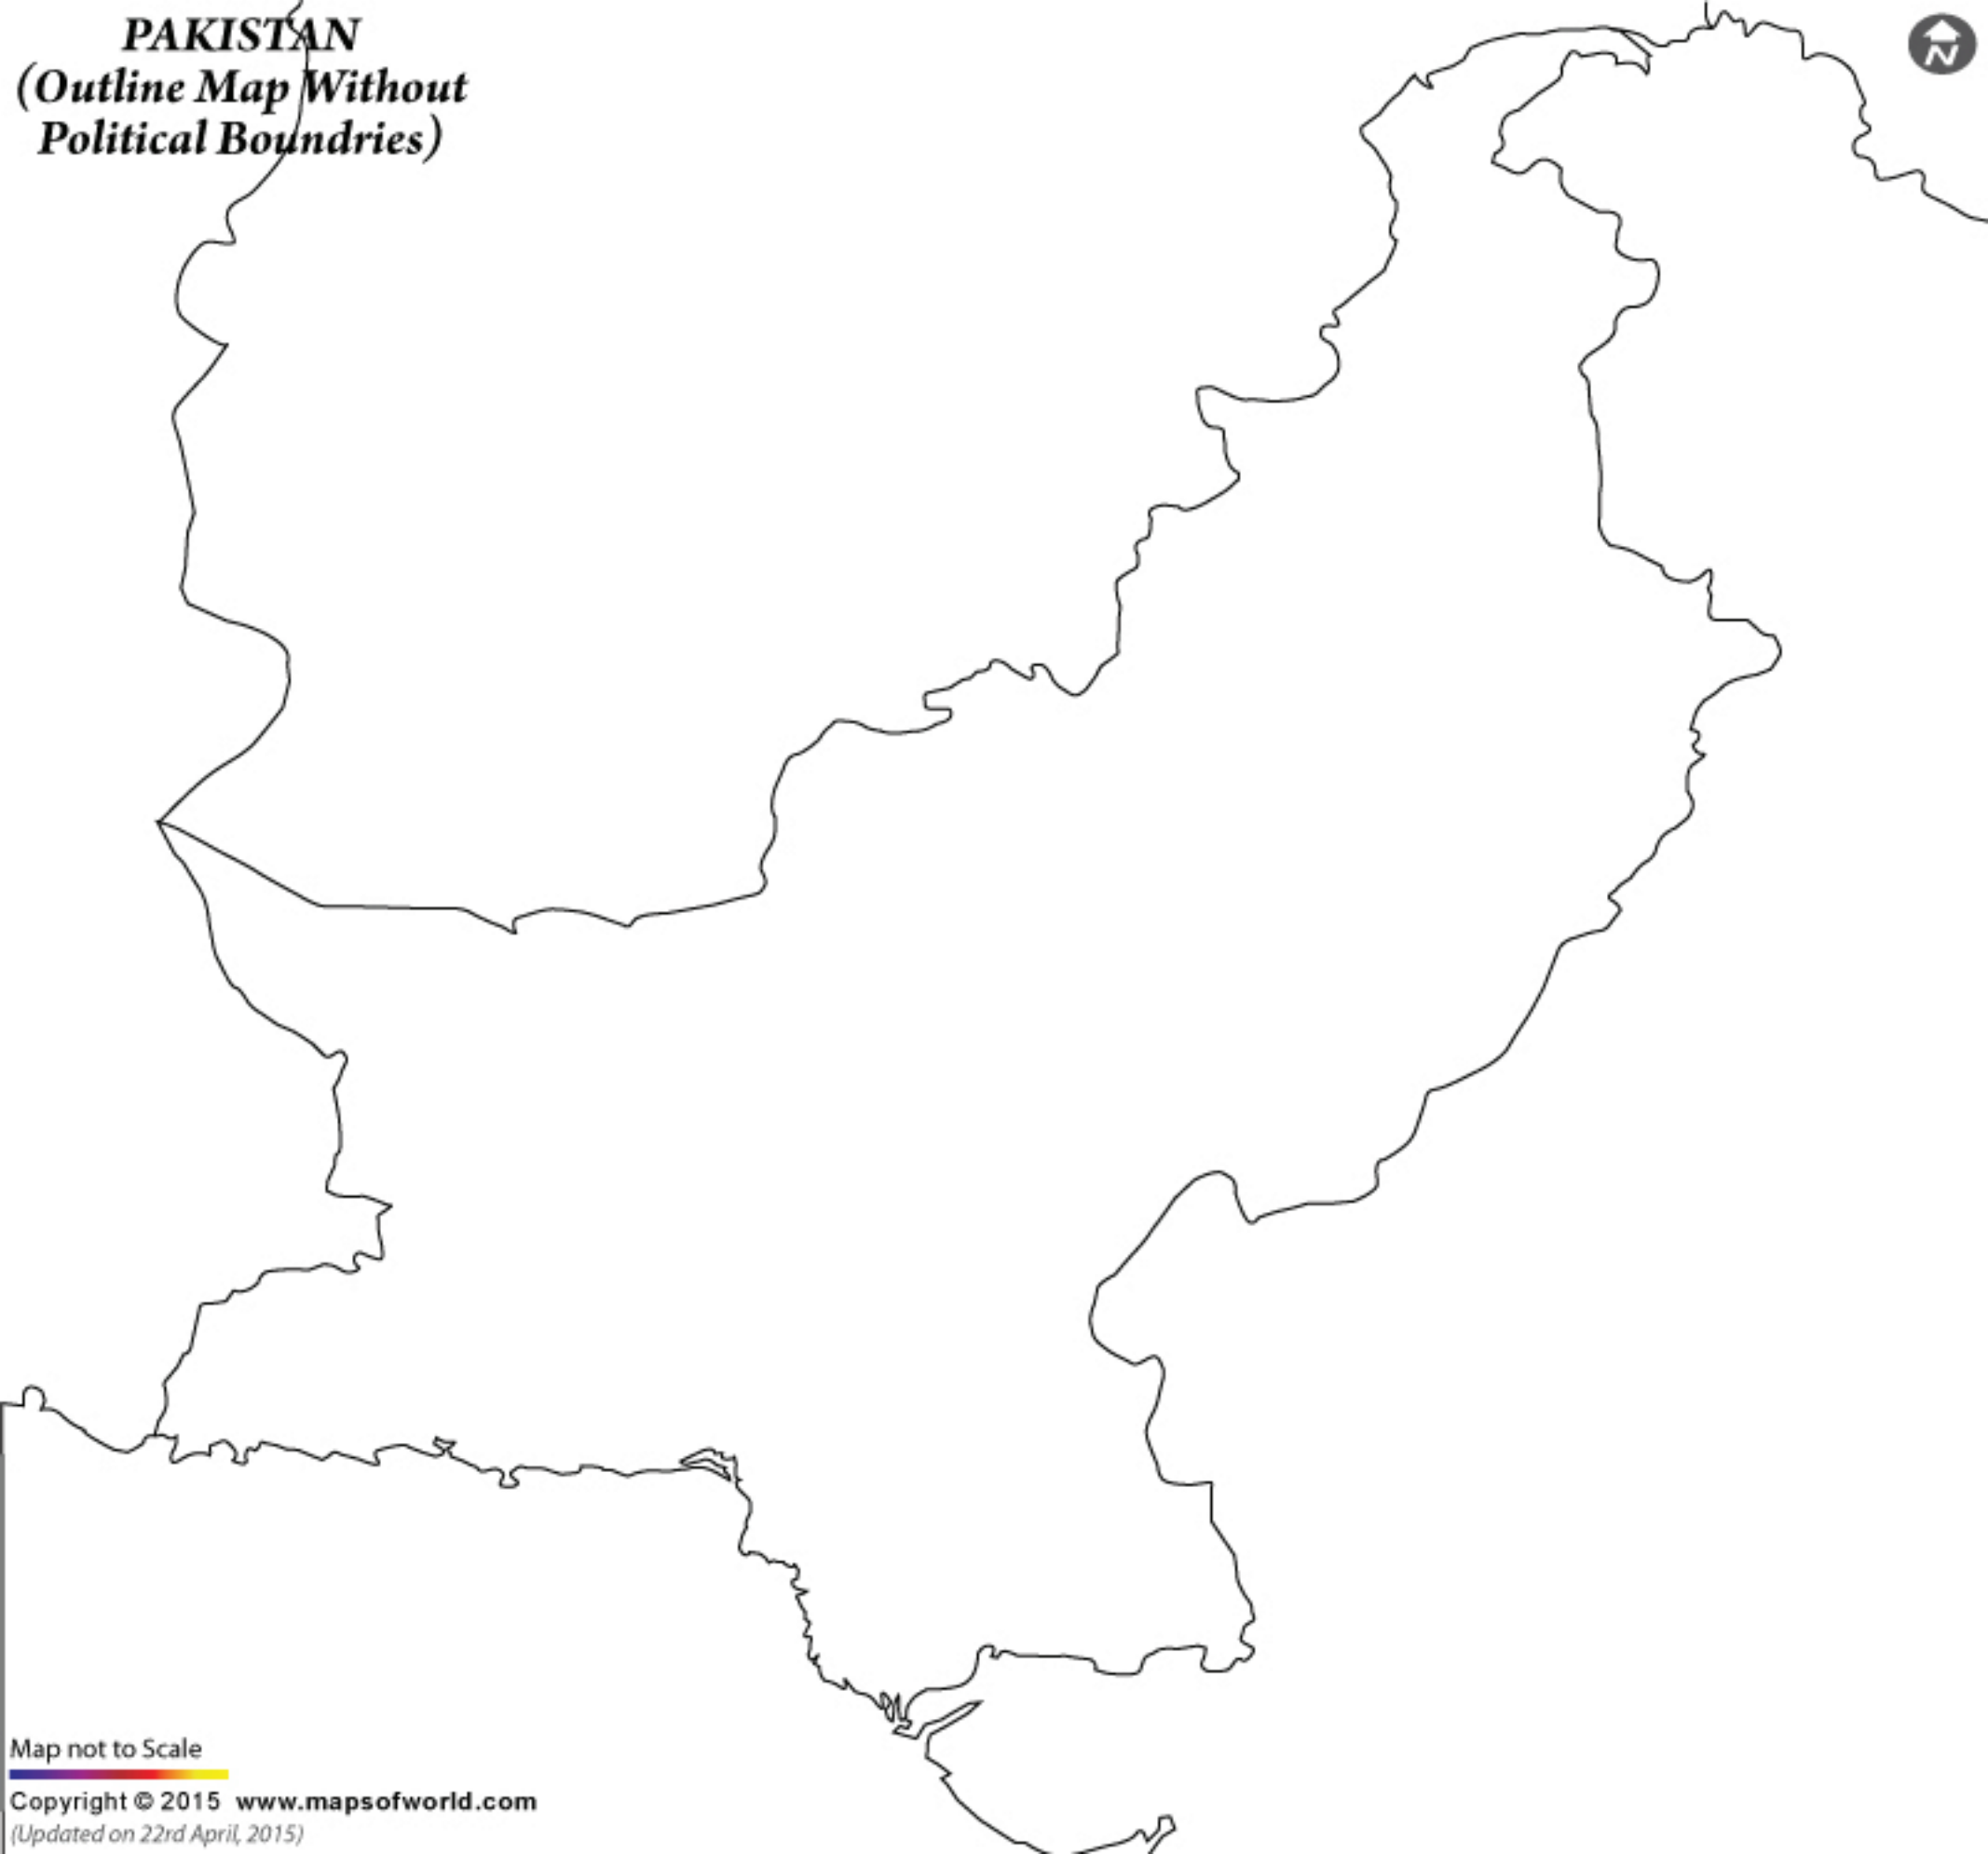 PAKISTAN
(Outline Map Without
Political Boundries)
N
Map not to Scale
Copyright © 2015 www.mapsofworld.com
(Updated on 22rd April, 2015)